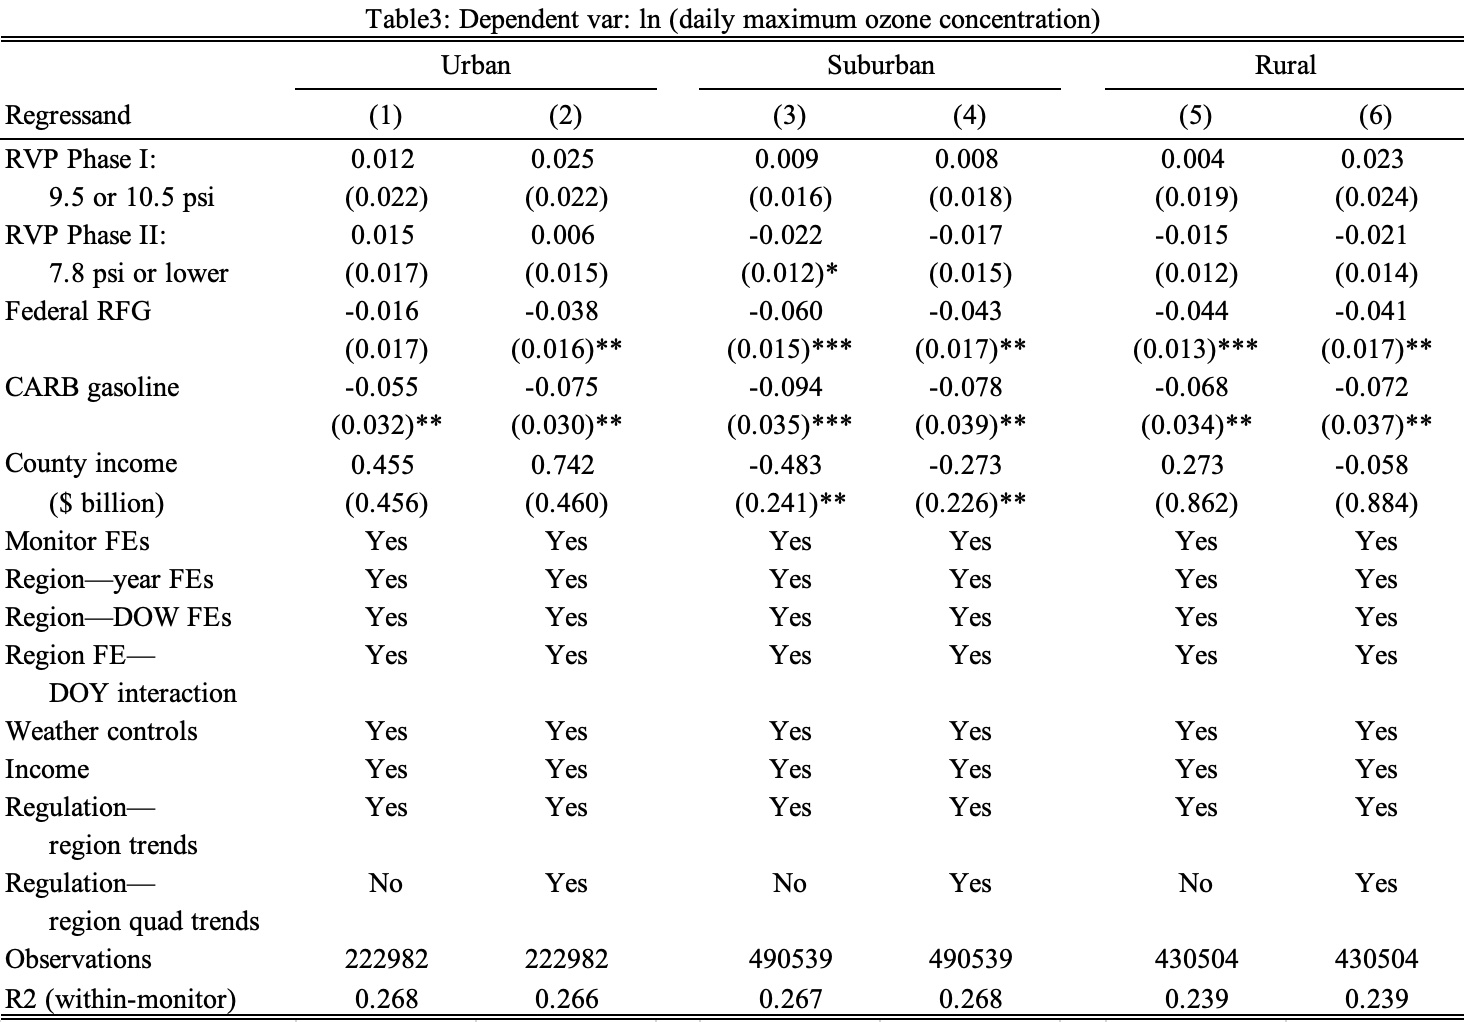 Table3: Dependent var: ln (daily maximum ozone concentration)
Urban Suburban Rural
Regressand (1) (2) (3) (4) (5) (6)
RVP Phase I: 0.012 0.025 0.009 0.008 0.004 0.023
9.5 or 10.5 psi (0.022) (0.022) (0.016) (0.018) (0.019) (0.024)
RVP Phase II: 0.015 0.006 -0.022 -0.017 -0.015 -0.021
7.8 psi or lower (0.017) (0.015) (0.012)* (0.015) (0.012) (0.014)
Federal RFG -0.016 -0.038 -0.060 -0.043 -0.044 -0.041
(0.017) (0.016)** (0.015)*** (0.017)** (0.013)*** (0.017)**
CARB gasoline -0.055 -0.075 -0.094 -0.078 -0.068 -0.072
(0.032)** (0.030)** (0.035)*** (0.039)** (0.034)** (0.037)**
County income 0.455 0.742 -0.483 -0.273 0.273 -0.058
($ billion) (0.456) (0.460) (0.241)** (0.226)** (0.862) (0.884)
Monitor FEs Yes Yes Yes Yes Yes Yes
Region—year FEs Yes Yes Yes Yes Yes Yes
Region—DOW FEs Yes Yes Yes Yes Yes Yes
Region FE— Yes Yes Yes Yes Yes Yes
DOY interaction
Weather controls Yes Yes Yes Yes Yes Yes
Income Yes Yes Yes Yes Yes Yes
Regulation— Yes Yes Yes Yes Yes Yes
region trends
Regulation— No Yes No Yes No Yes
region quad trends
Observations 222982 222982 490539 490539 430504 430504
R2 (within-monitor) 0.268 0.266 0.267 0.268 0.239 0.239